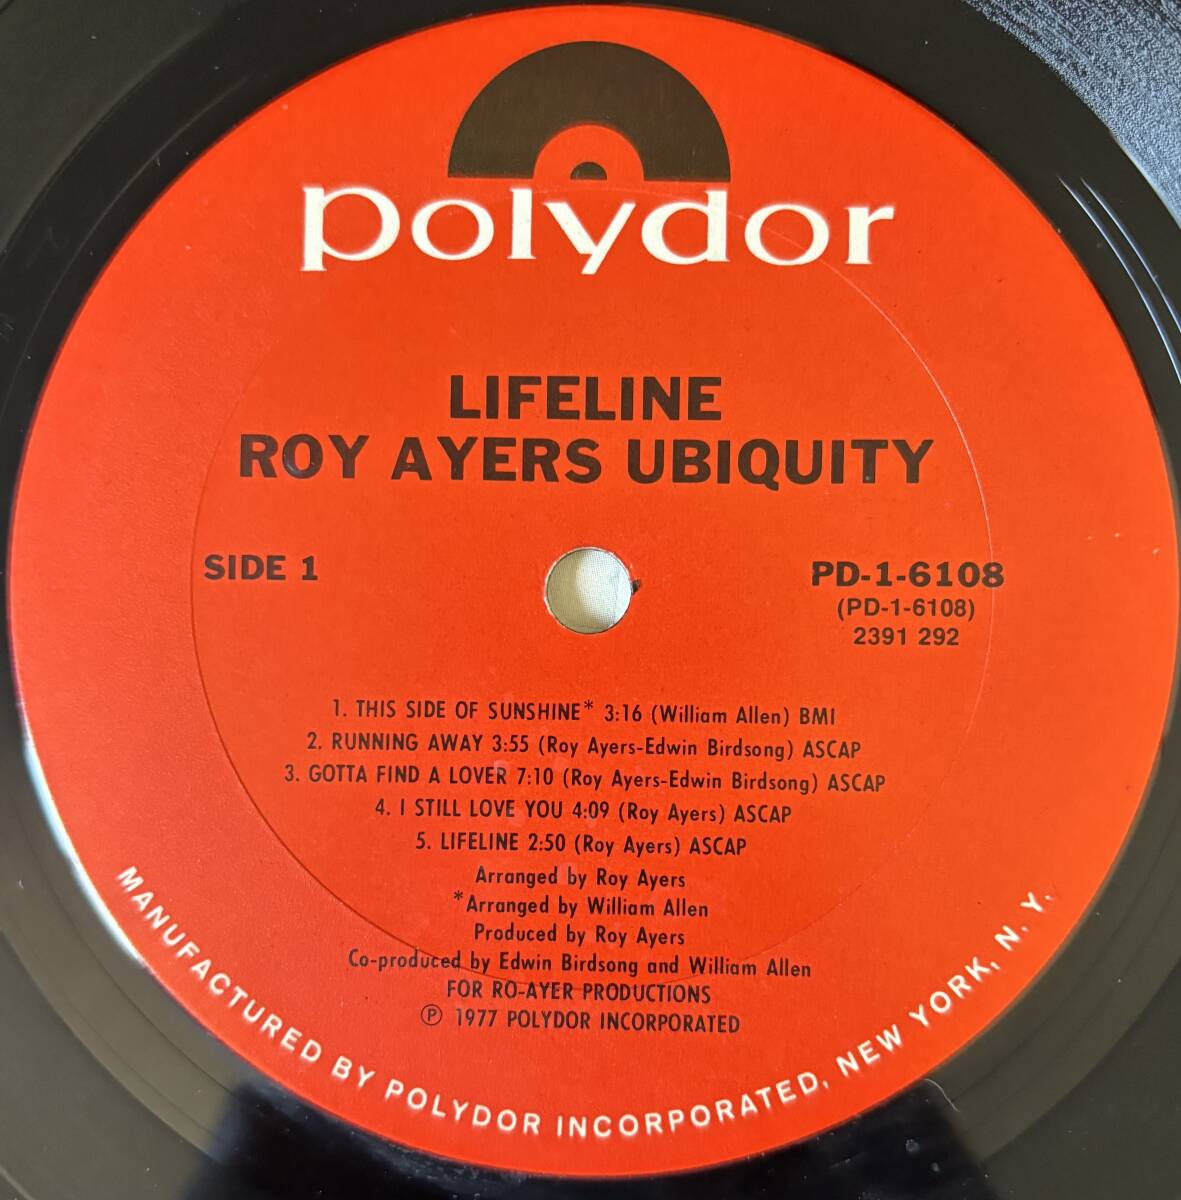 polydor
LIFELINE
ROY AYERS UBIQUITY
SIDE 1
PD-1-6108
(PD-1-6108)
2391 292
1. THIS SIDE OF SUNSHINE* 3:16 (William Allen) BMI
2. RUNNING AWAY 3:55 (Roy Ayers-Edwin Birdsong) ASCAP
3. GOTTA FIND A LOVER 7:10 (Roy Ayers-Edwin Birdsong) ASCAP
4. I STILL LOVE YOU 4:09 (Roy Ayers) ASCAP
5. LIFELINE 2:50 (Roy Ayers) ASCAP
Arranged by Roy Ayers
*Arranged by William Allen
Produced by Roy Ayers
Co-produced by Edwin Birdsong and William Allen
FOR RO-AYER PRODUCTIONS
℗ 1977 POLYDOR INCORPORATED
MANUFACTURED BY POLYDOR INCORPORATED, NEW YORK, N. Y.